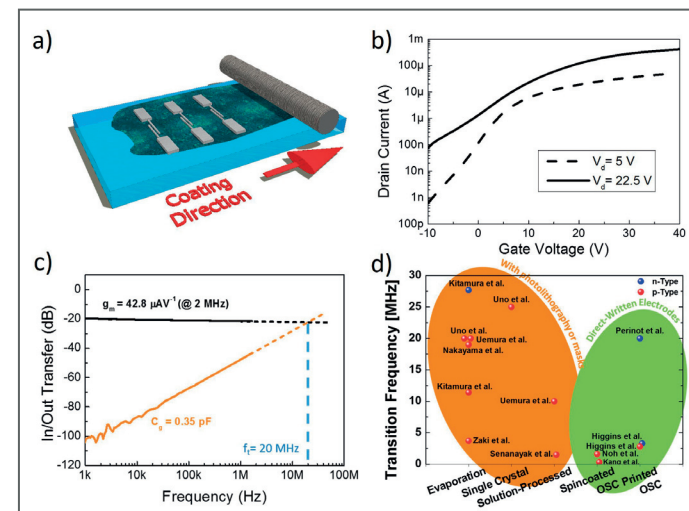 a)
Coating
Direction
b)
Drain Current (A)
1m
100µ
10µ
1µ
100n
10n
1n
100p
V_d= 5 V
V_d= 22.5 V
-10 0 10 20 30 40
Gate Voltage (V)
c)
In/Out Transfer (dB)
0
-20
-40
-60
-80
-100
-120
g_m = 42.8 µAV⁻¹ (@ 2 MHz)
C_g = 0.35 pF
f_t= 20 MHz
1k 10k 100k 1M 10M 100M
Frequency (Hz)
d)
Transition Frequency [MHz]
30
25
20
15
10
5
0
With photolithography or masks
Direct-Written Electrodes
n-Type
p-Type
Kitamura et al.
Uno et al.
Perinot et al.
Uno et al.
Uemura et al.
Nakayama et al.
Kitamura et al.
Uemura et al.
Zaki et al.
Higgins et al.
Higgins et al.
Senanayak et al.
Noh et al.
Kang et al.
Evaporation
Single Crystal
Solution-Processed
Spincoated
OSC
Printed
OSC